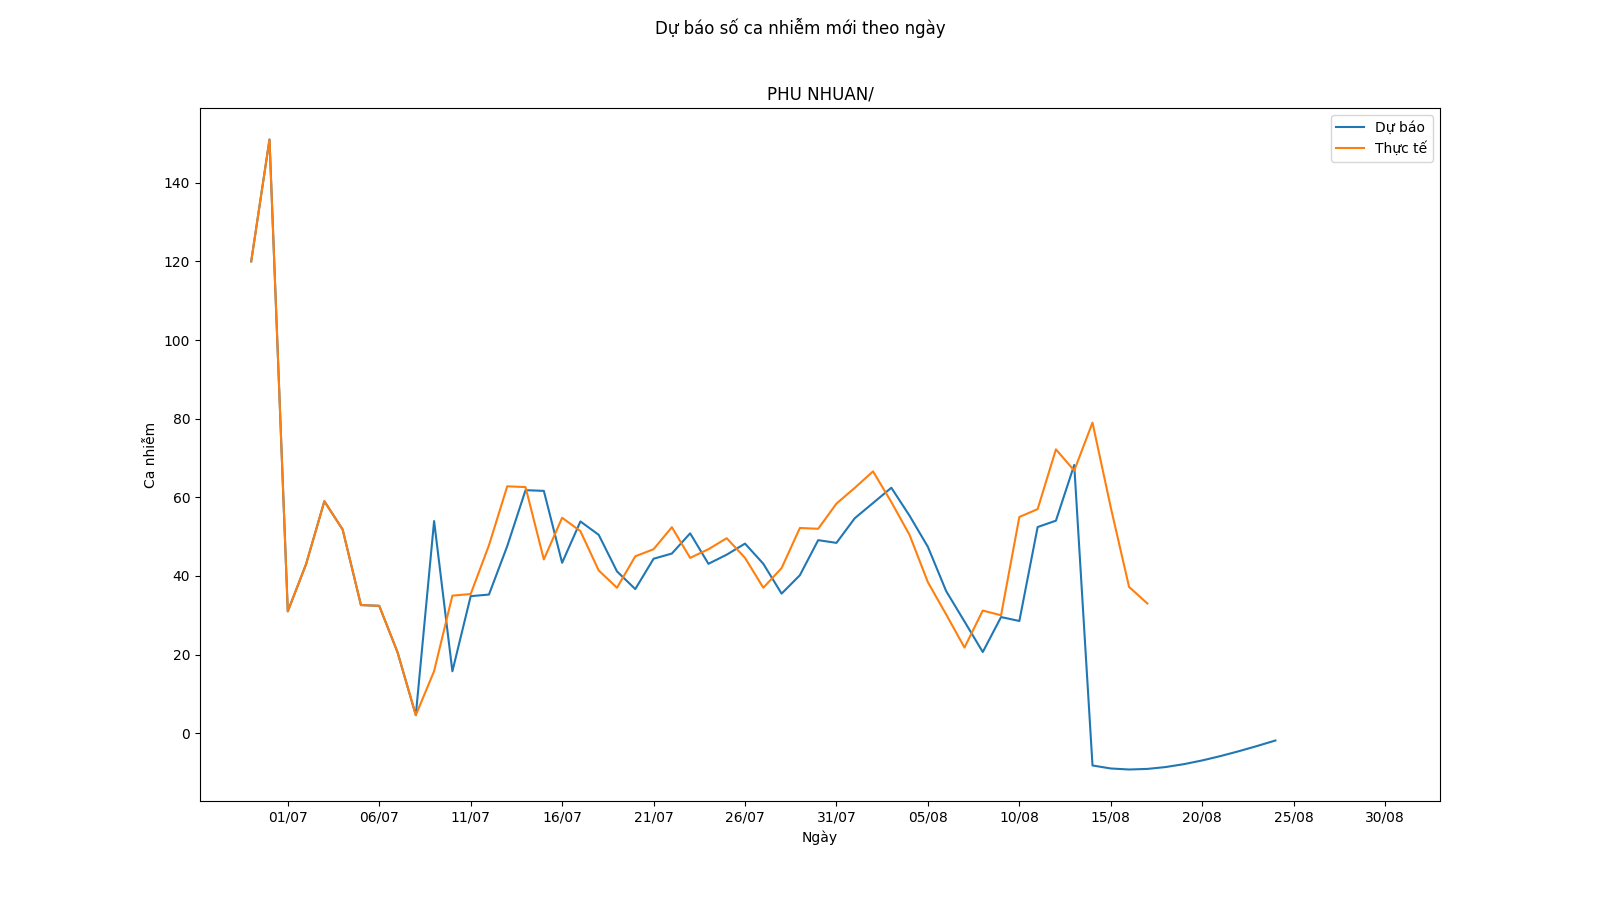 Dự báo số ca nhiễm mới theo ngày
PHU NHUAN/
Dự báo
Thực tế
140
120
100
80
60
40
20
0
Ca nhiễm
01/07 06/07 11/07 16/07 21/07 26/07 31/07 05/08 10/08 15/08 20/08 25/08 30/08
Ngày